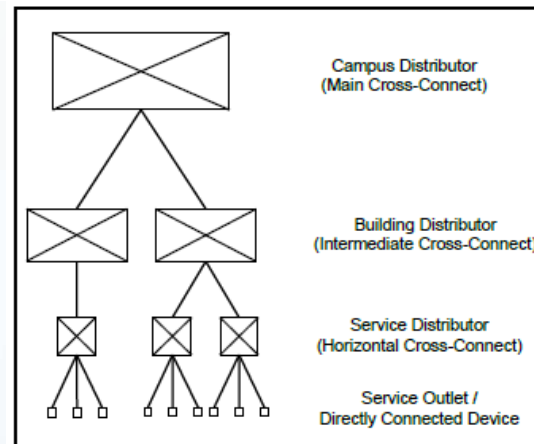 Campus Distributor
(Main Cross-Connect)
Building Distributor
(Intermediate Cross-Connect)
Service Distributor
(Horizontal Cross-Connect)
Service Outlet /
Directly Connected Device